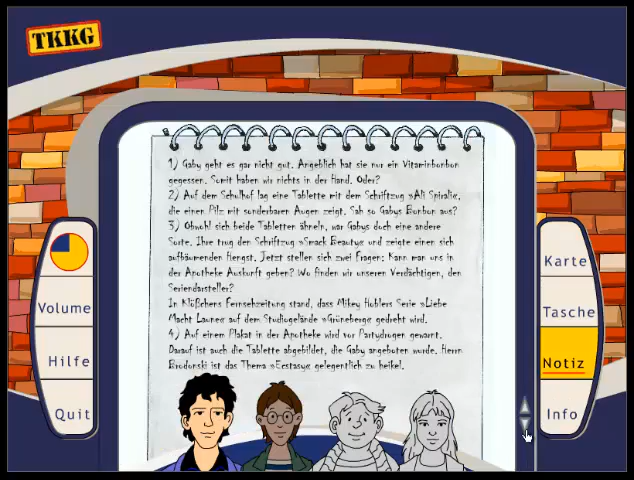 TKKG
1) Gaby geht es gar nicht gut. Angeblich hat sie nur ein Vitaminbonbon
gegessen. Somit haben wir nichts in der Hand. Oder?
2) Auf dem Schulhof lag eine Tablette mit dem Schriftzug »Ali Spirali«,
die einen Pilz mit sonderbaren Augen zeigt. Sah so Gabys Bonbon aus?
3) Obwohl sich beide Tabletten ähneln, war Gabys doch eine andere
Sorte. Ihre trug den Schriftzug »Smack Beauty« und zeigte einen sich
aufbäumenden Hengst. Jetzt stellen sich zwei Fragen: Kann man uns in
der Apotheke Auskunft geben? Wo finden wir unseren Verdächtigen, den
Seriendarsteller?
In Klößchens Fernsehzeitung stand, dass Mikey Hoblers Serie »Liebe
Macht Laune« auf dem Studiogelände »Grüneberg« gedreht wird.
4) Auf einem Plakat in der Apotheke wird vor Partydrogen gewarnt.
Darauf ist auch die Tablette abgebildet, die Gaby angeboten wurde. Herrn
Brodonski ist das Thema »Ecstasy« gelegentlich zu heikel.
Volume
Hilfe
Quit
Karte
Tasche
Notiz
Info